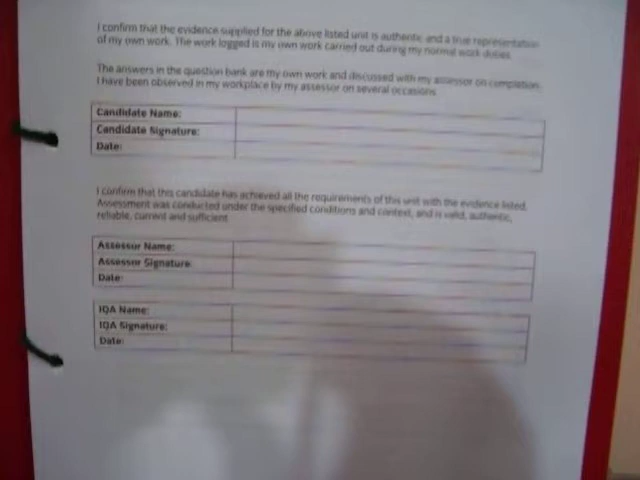 I confirm that the evidence supplied for the above listed unit is authentic and a true representation
of my own work. The work logged is my own work carried out during my normal work duties.
The answers in the question bank are my own work and discussed with my assessor on completion.
I have been observed in my workplace by my assessor on several occasions
Candidate Name:
Candidate Signature:
Date:
I confirm that this candidate has achieved all the requirements of this unit with the evidence listed.
Assessment was conducted under the specified conditions and context, and is valid, authentic,
reliable, current and sufficient
Assessor Name:
Assessor Signature:
Date:
IQA Name:
IQA Signature:
Date: